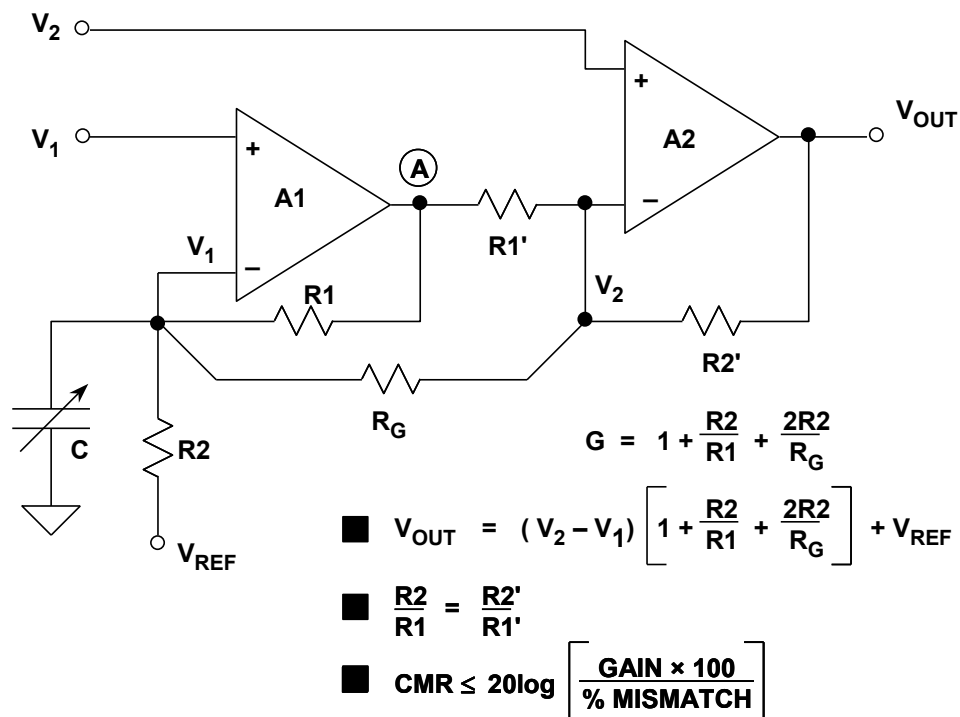 V2
V1
+
A1
−
V1
A
R1'
+
A2
−
VOUT
V2
R1
RG
R2'
C
R2
VREF
G = 1 + R2/R1 + 2R2/RG
VOUT = ( V2 – V1) [ 1 + R2/R1 + 2R2/RG ] + VREF
R2/R1 = R2'/R1'
CMR ≤ 20log [ GAIN × 100 / % MISMATCH ]